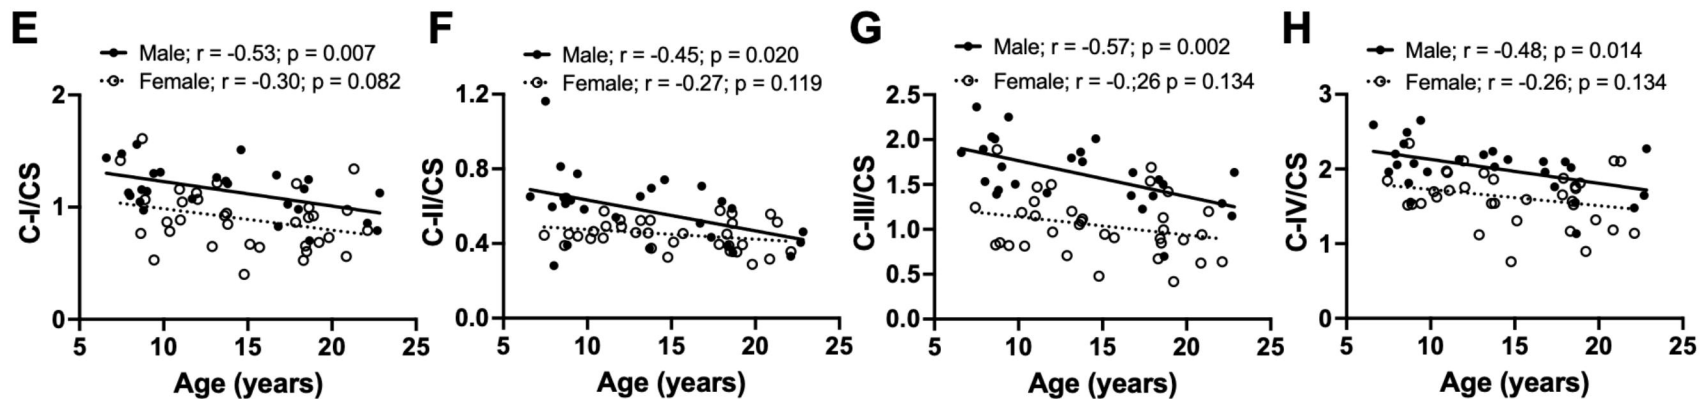 E
Male; r = -0.53; p = 0.007
Female; r = -0.30; p = 0.082
C-I/CS
2
1
0
5 10 15 20 25
Age (years)
F
Male; r = -0.45; p = 0.020
Female; r = -0.27; p = 0.119
C-II/CS
1.2
0.8
0.4
0.0
5 10 15 20 25
Age (years)
G
Male; r = -0.57; p = 0.002
Female; r = -0.;26 p = 0.134
C-III/CS
2.5
2.0
1.5
1.0
0.5
0.0
5 10 15 20 25
Age (years)
H
Male; r = -0.48; p = 0.014
Female; r = -0.26; p = 0.134
C-IV/CS
3
2
1
0
5 10 15 20 25
Age (years)